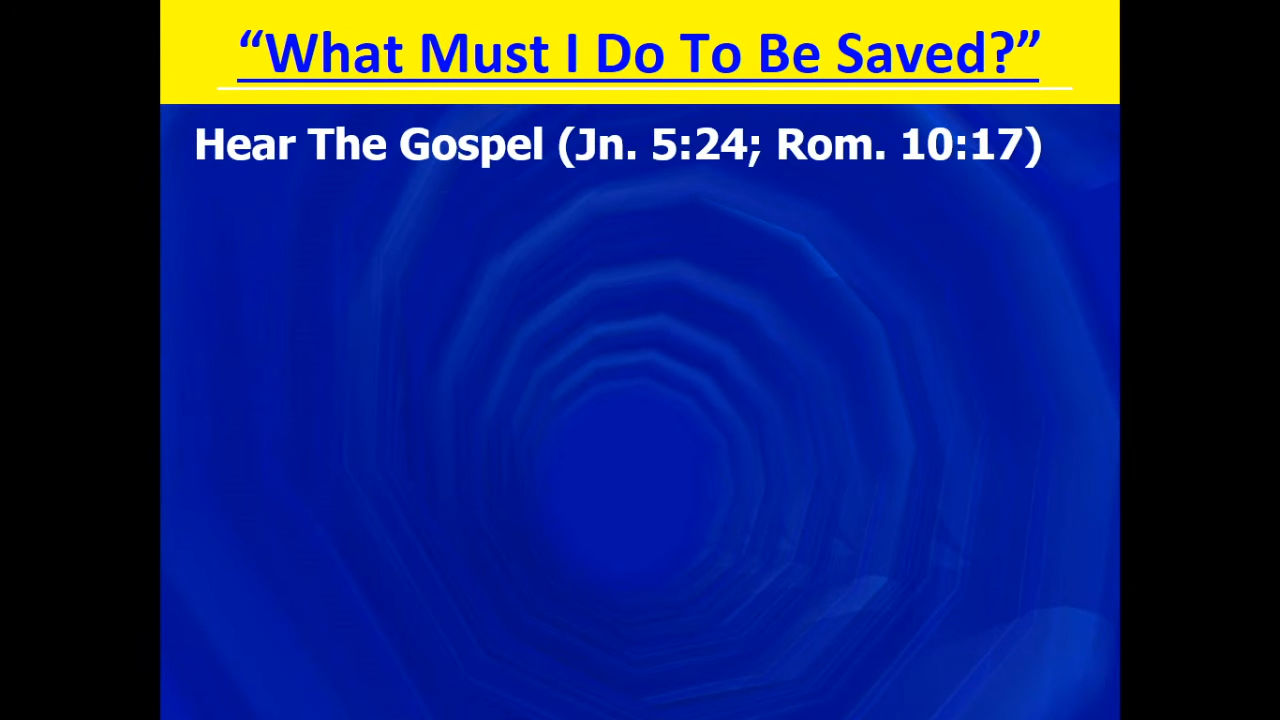 “What Must I Do To Be Saved?”
Hear The Gospel (Jn. 5:24; Rom. 10:17)